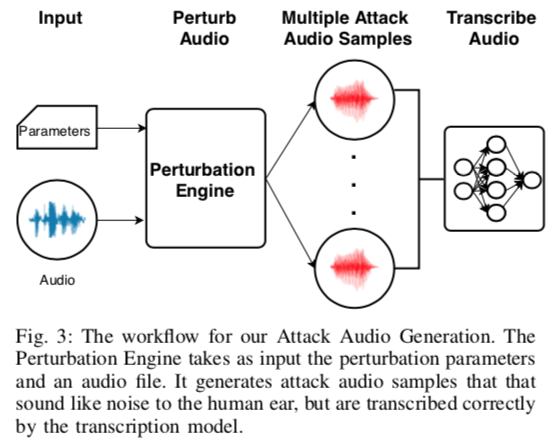 Input
Perturb
Audio
Multiple Attack
Audio Samples
Transcribe
Audio
Parameters
Perturbation
Engine
Audio
Fig. 3: The workflow for our Attack Audio Generation. The
Perturbation Engine takes as input the perturbation parameters
and an audio file. It generates attack audio samples that that
sound like noise to the human ear, but are transcribed correctly
by the transcription model.